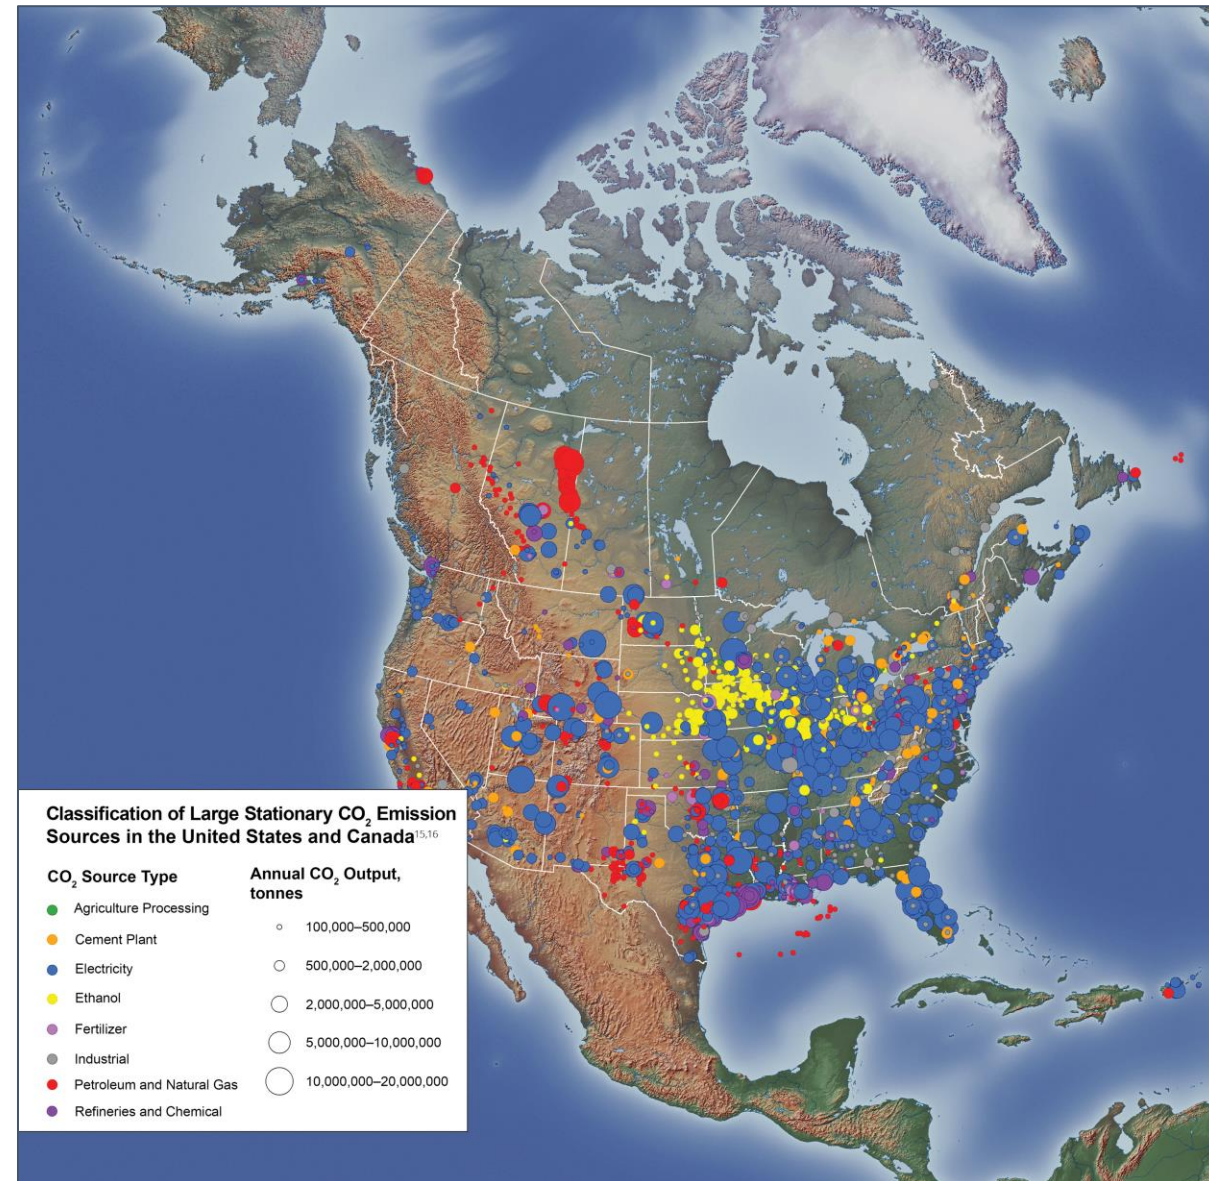 Classification of Large Stationary CO₂ Emission
Sources in the United States and Canada¹⁵,¹⁶
CO₂ Source Type
Agriculture Processing
Cement Plant
Electricity
Ethanol
Fertilizer
Industrial
Petroleum and Natural Gas
Refineries and Chemical
Annual CO₂ Output,
tonnes
100,000–500,000
500,000–2,000,000
2,000,000–5,000,000
5,000,000–10,000,000
10,000,000–20,000,000